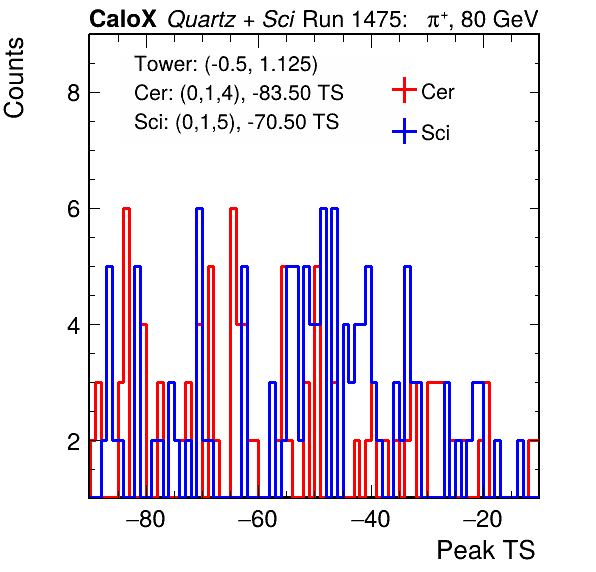 CaloX Quartz + Sci Run 1475: π⁺, 80 GeV
Counts
Tower: (-0.5, 1.125)
Cer: (0,1,4), -83.50 TS
Sci: (0,1,5), -70.50 TS
Cer
Sci
8
6
4
2
−80 −60 −40 −20
Peak TS